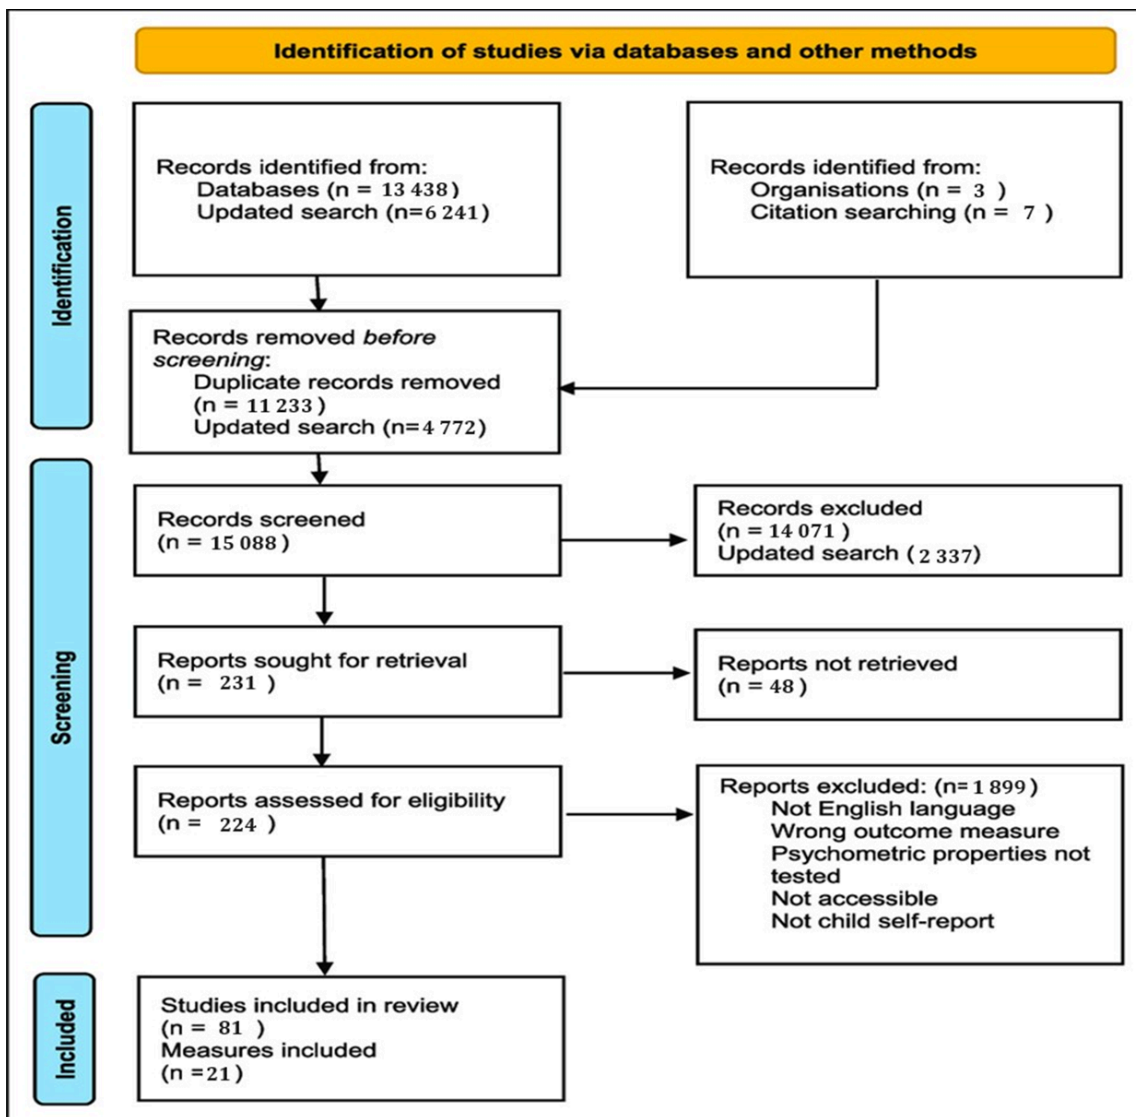 Identification of studies via databases and other methods
Identification
Records identified from:
Databases (n = 13 438)
Updated search (n=6 241)
Records identified from:
Organisations (n = 3 )
Citation searching (n = 7 )
Records removed before
screening:
Duplicate records removed
(n = 11 233)
Updated search (n=4 772)
Screening
Records screened
(n = 15 088)
Records excluded
(n = 14 071)
Updated search (2 337)
Reports sought for retrieval
(n = 231 )
Reports not retrieved
(n = 48 )
Reports assessed for eligibility
(n = 224 )
Reports excluded: (n=1 899)
Not English language
Wrong outcome measure
Psychometric properties not
tested
Not accessible
Not child self-report
Included
Studies included in review
(n = 81 )
Measures included
(n =21)